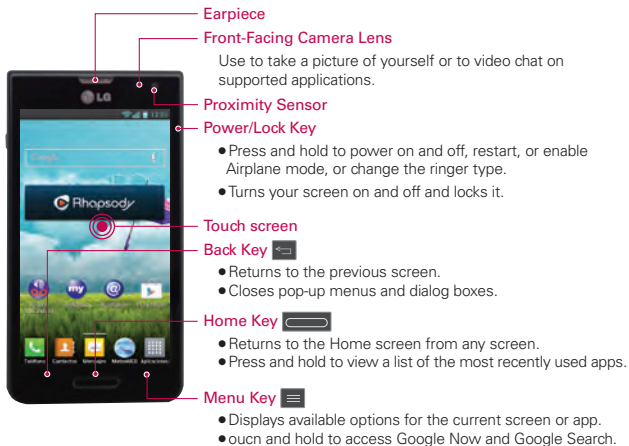 Earpiece
Front-Facing Camera Lens
Use to take a picture of yourself or to video chat on
supported applications.
Proximity Sensor
Power/Lock Key
• Press and hold to power on and off, restart, or enable
Airplane mode, or change the ringer type.
• Turns your screen on and off and locks it.
Touch screen
Back Key
• Returns to the previous screen.
• Closes pop-up menus and dialog boxes.
Home Key
• Returns to the Home screen from any screen.
• Press and hold to view a list of the most recently used apps.
Menu Key
• Displays available options for the current screen or app.
• oucn and hold to access Google Now and Google Search.
LG
Google
Rhapsody
my
@
Teléfono Contactos Mensajes MetroWEB Aplicaciones